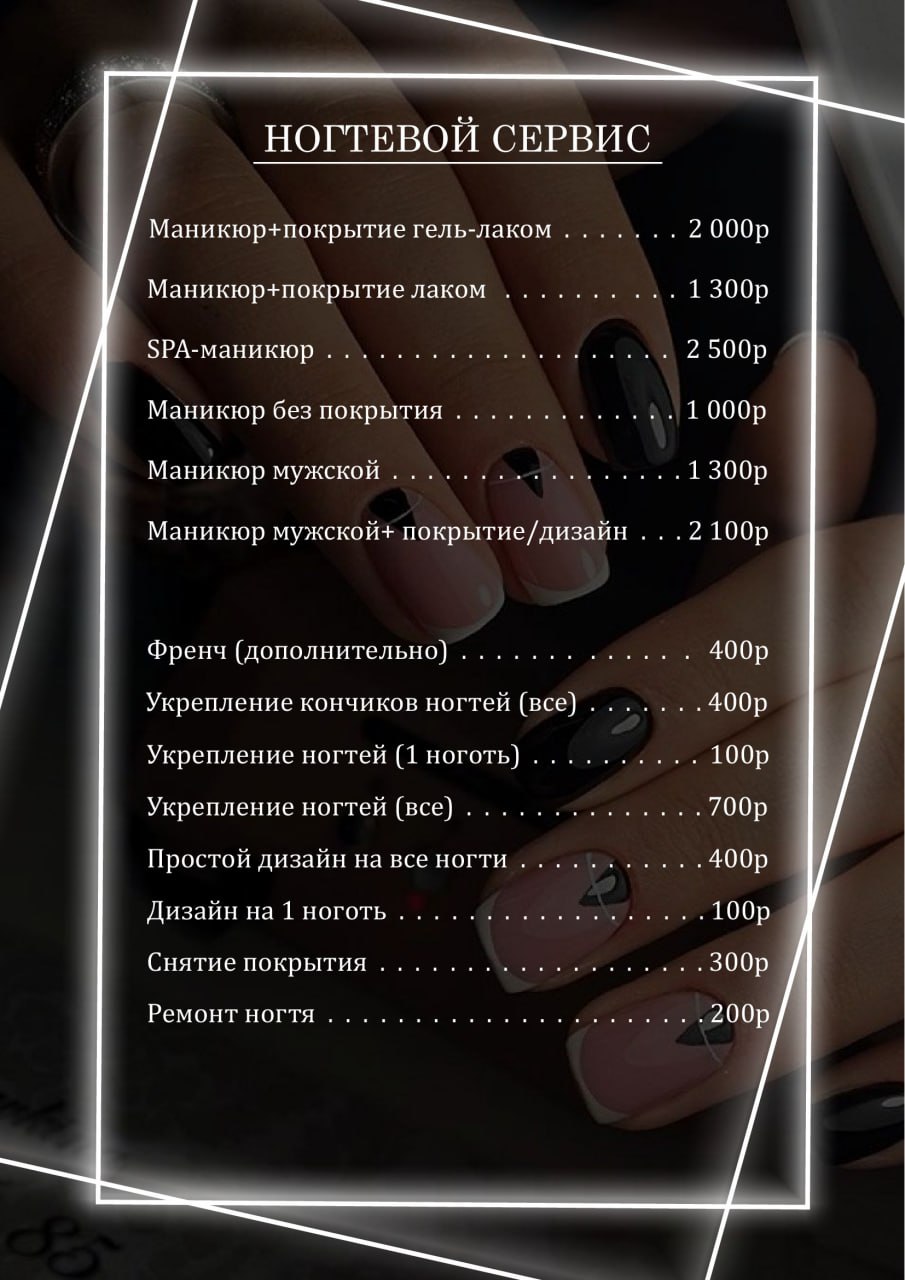 НОГТЕВОЙ СЕРВИС
Маникюр+покрытие гель-лаком . . . . . . . 2 000р
Маникюр+покрытие лаком . . . . . . . . . . 1 300р
SPA-маникюр . . . . . . . . . . . . . . . . . . . . . . . . 2 500р
Маникюр без покрытия . . . . . . . . . . . . . 1 000р
Маникюр мужской . . . . . . . . . . . . . . . . . 1 300р
Маникюр мужской+ покрытие/дизайн . . . 2 100р
Френч (дополнительно) . . . . . . . . . . . . . 400р
Укрепление кончиков ногтей (все) . . . . . . . 400р
Укрепление ногтей (1 ноготь) . . . . . . . . . . 100р
Укрепление ногтей (все) . . . . . . . . . . . . . . 700р
Простой дизайн на все ногти . . . . . . . . . . . 400р
Дизайн на 1 ноготь . . . . . . . . . . . . . . . . . . 100р
Снятие покрытия . . . . . . . . . . . . . . . . . . . 300р
Ремонт ногтя . . . . . . . . . . . . . . . . . . . . . . 200р
85